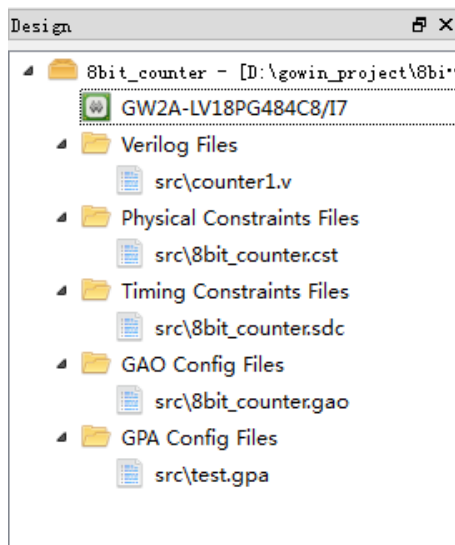 Design
8bit_counter - [D:\gowin_project\8bi
GW2A-LV18PG484C8/I7
Verilog Files
src\counter1.v
Physical Constraints Files
src\8bit_counter.cst
Timing Constraints Files
src\8bit_counter.sdc
GAO Config Files
src\8bit_counter.gao
GPA Config Files
src\test.gpa